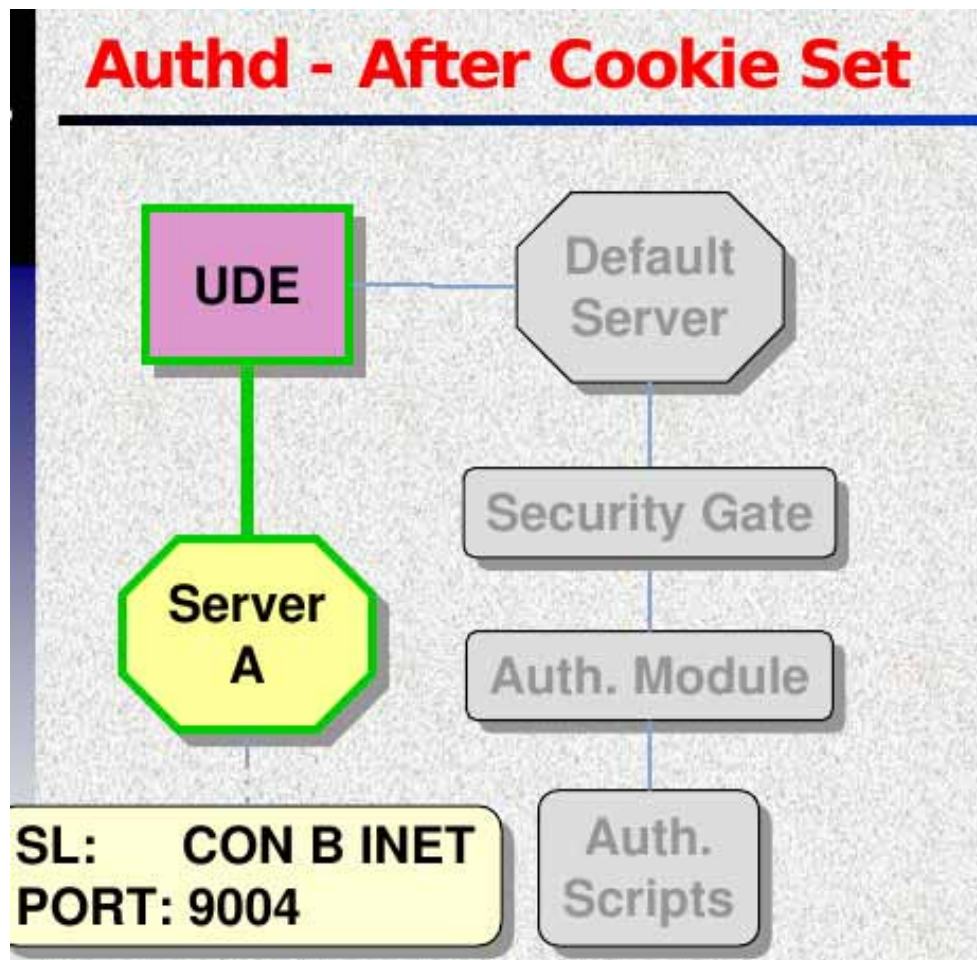 Authd - After Cookie Set
UDE
Default
Server
Security Gate
Server
A
Auth. Module
SL: CON B INET
PORT: 9004
Auth.
Scripts